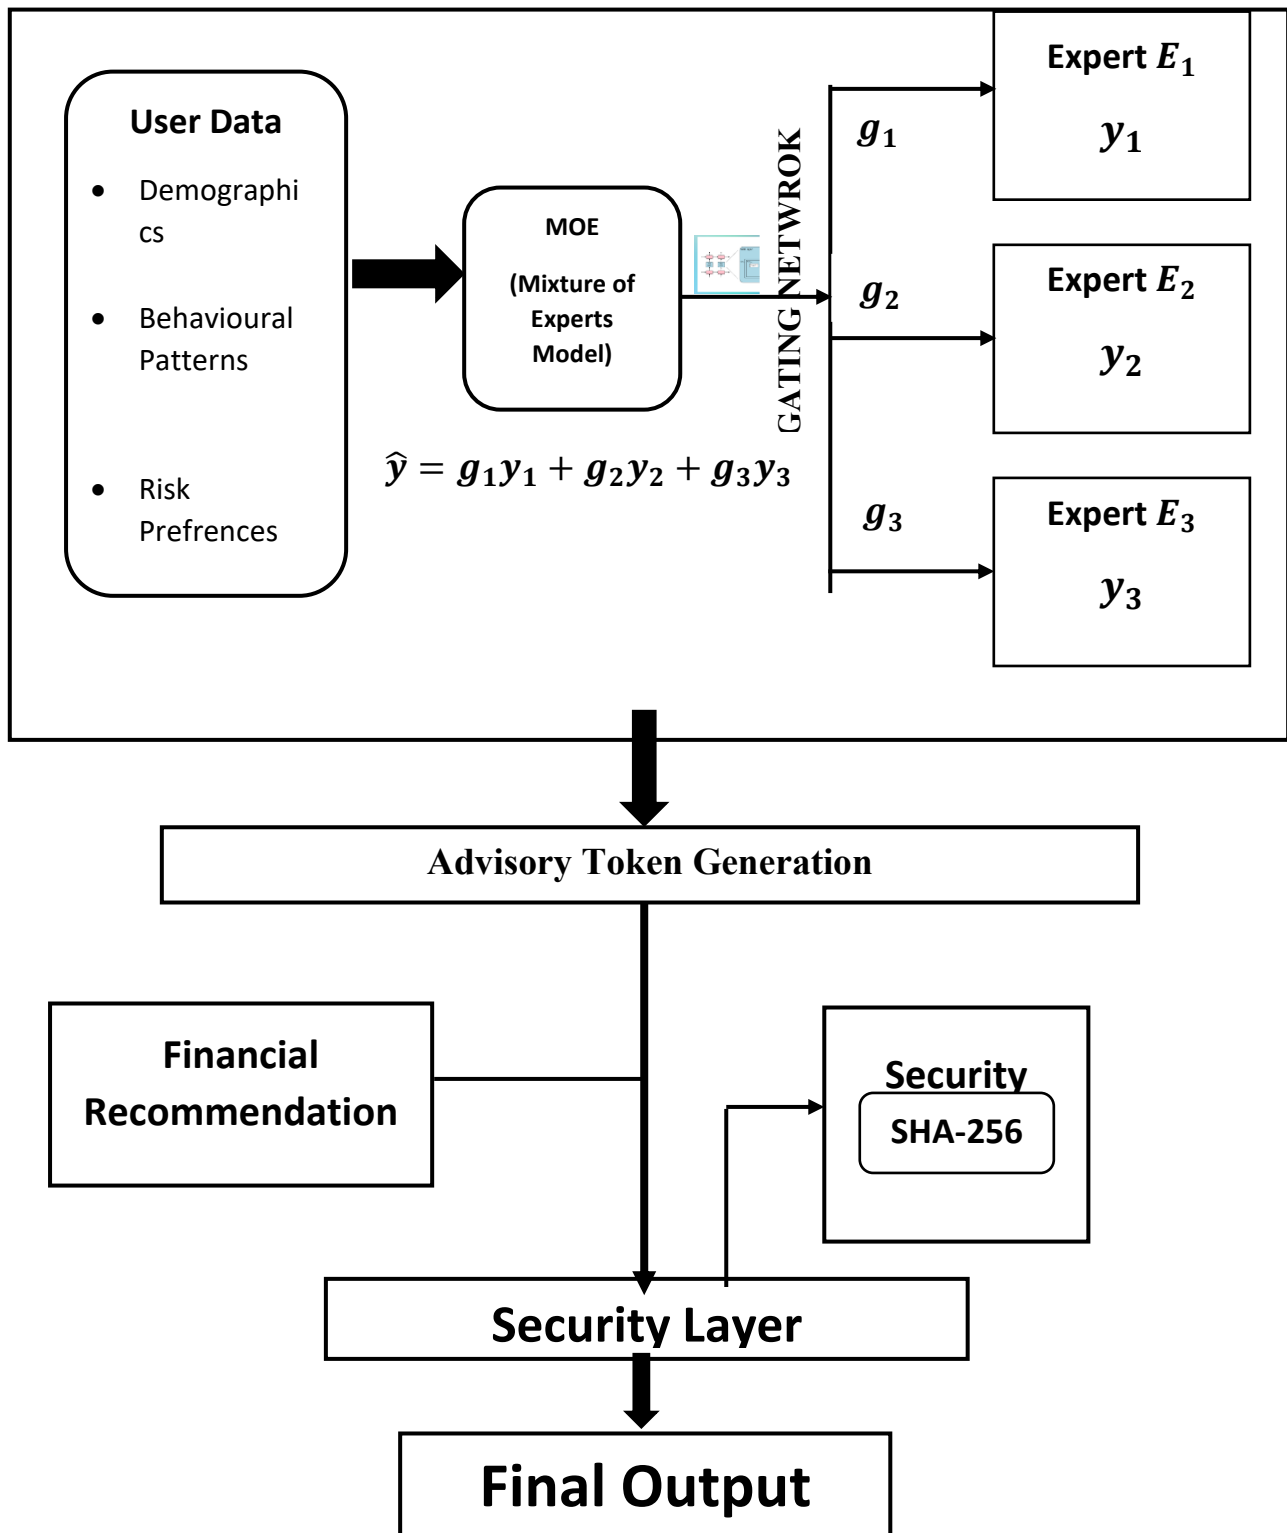 User Data
• Demographi
cs
• Behavioural
Patterns
• Risk
Prefrences
MOE
(Mixture of
Experts
Model)
ŷ = g₁y₁ + g₂y₂ + g₃y₃
GATING NETWROK
g₁
g₂
g₃
Expert E₁
y₁
Expert E₂
y₂
Expert E₃
y₃
Advisory Token Generation
Financial
Recommendation
Security
SHA-256
Security Layer
Final Output